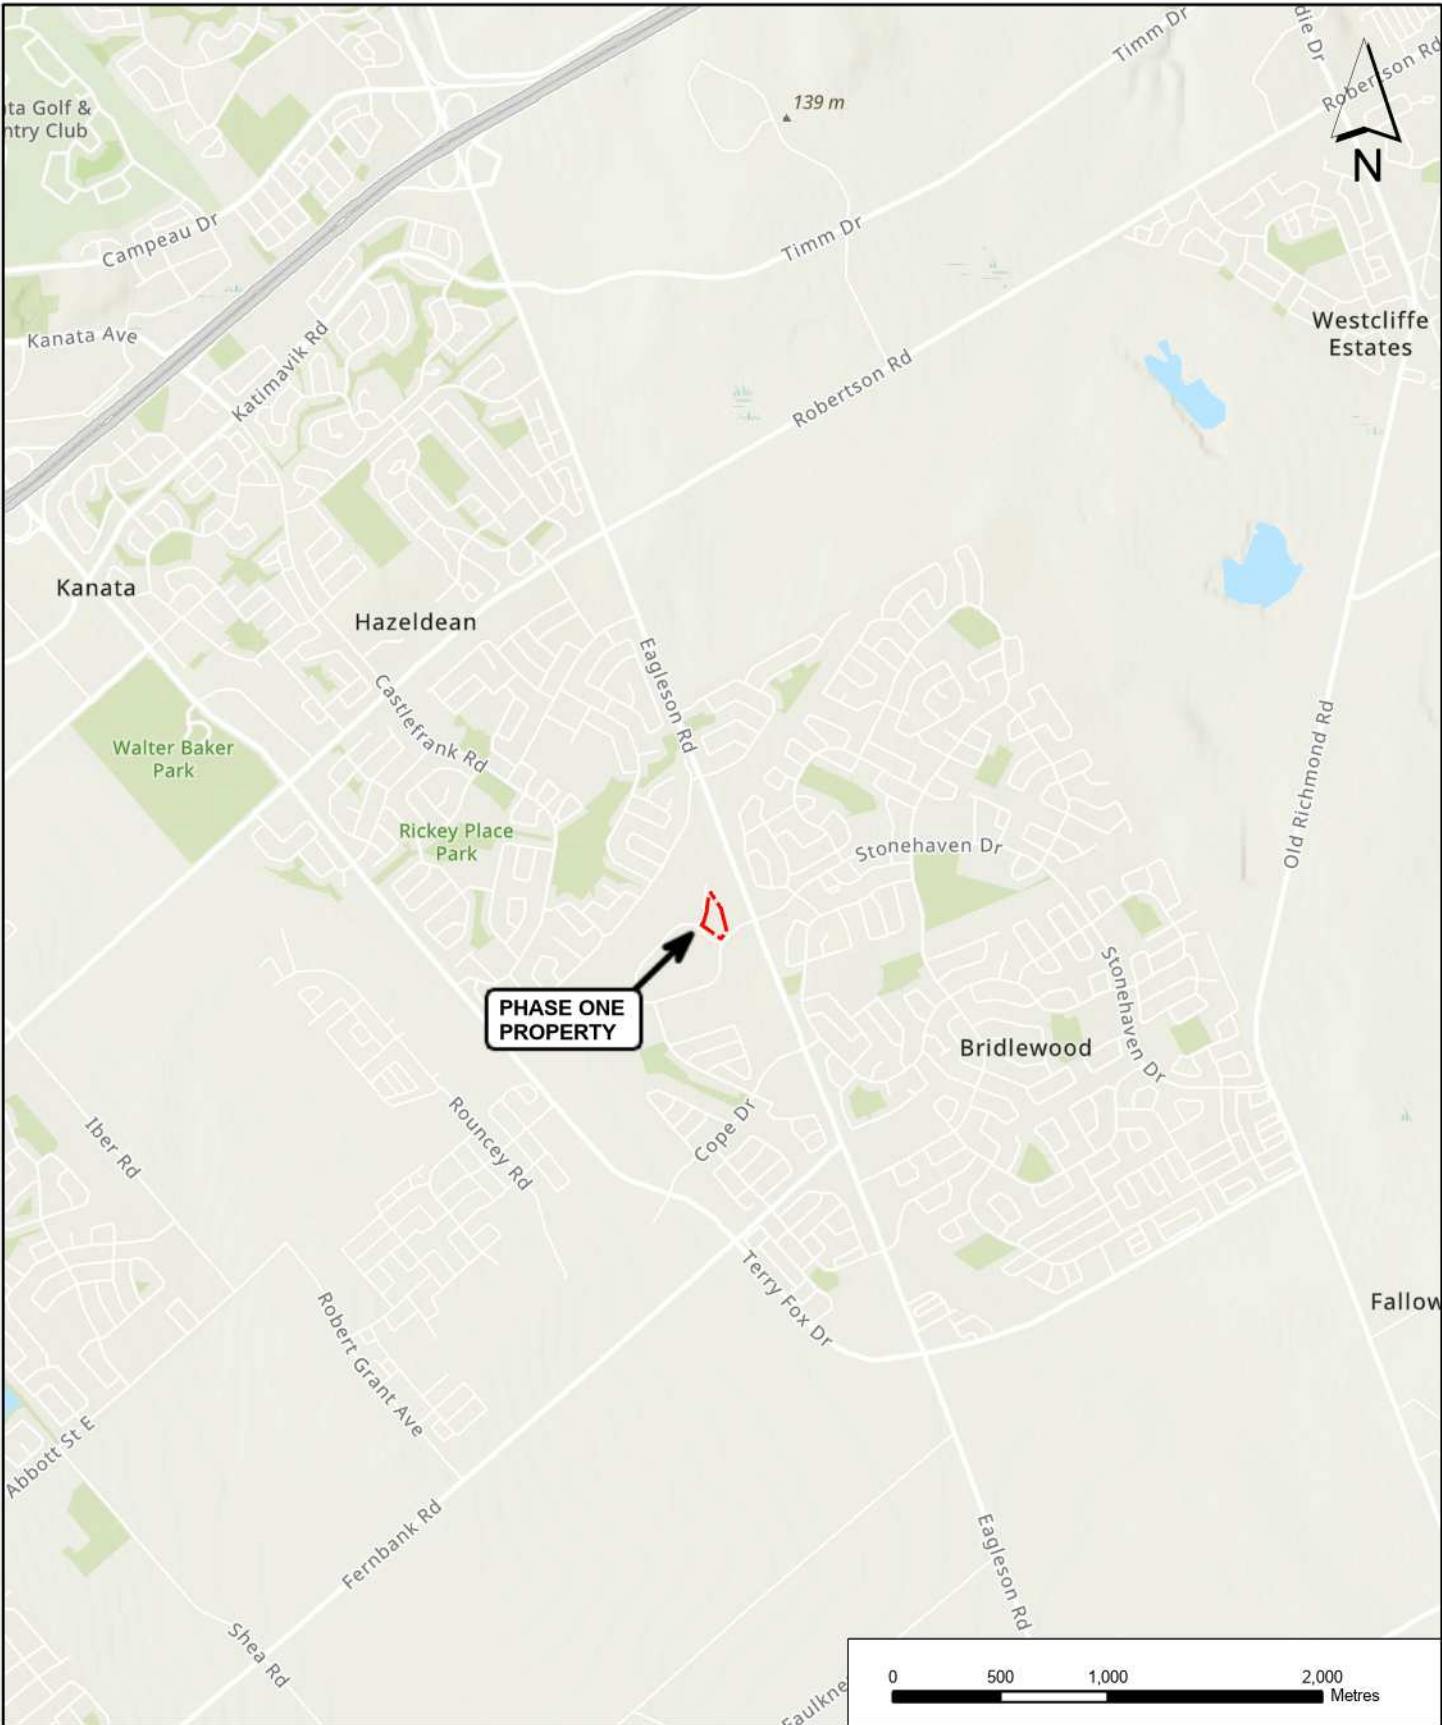 Timm Dr
die Dr
Robertson Rd
ta Golf &
ntry Club
139 m
N
Campeau Dr
Timm Dr
Kanata Ave
Katimavik Rd
Westcliffe
Estates
Robertson Rd
Kanata
Hazeldean
Eagleson Rd
Castlefrank Rd
Walter Baker
Park
Old Richmond Rd
Rickey Place
Park
Stonehaven Dr
PHASE ONE
PROPERTY
Stonehaven Dr
Bridlewood
Iber Rd
Rouncey Rd
Cope Dr
Terry Fox Dr
Fallow
Robert Grant Ave
Abbott St E
Fernbank Rd
Eagleson Rd
Shea Rd
Faulkne
0 500 1,000 2,000
Metres